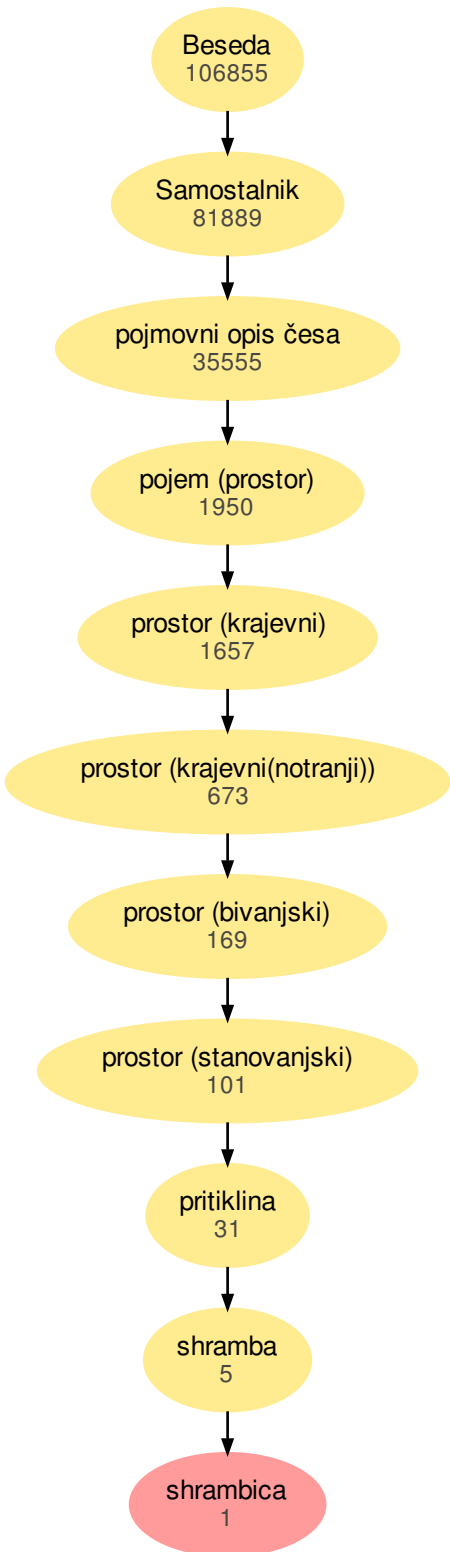 Beseda
106855
Samostalnik
81889
pojmovni opis česa
35555
pojem (prostor)
1950
prostor (krajevni)
1657
prostor (krajevni(notranji))
673
prostor (bivanjski)
169
prostor (stanovanjski)
101
pritiklina
31
shramba
5
shrambica
1